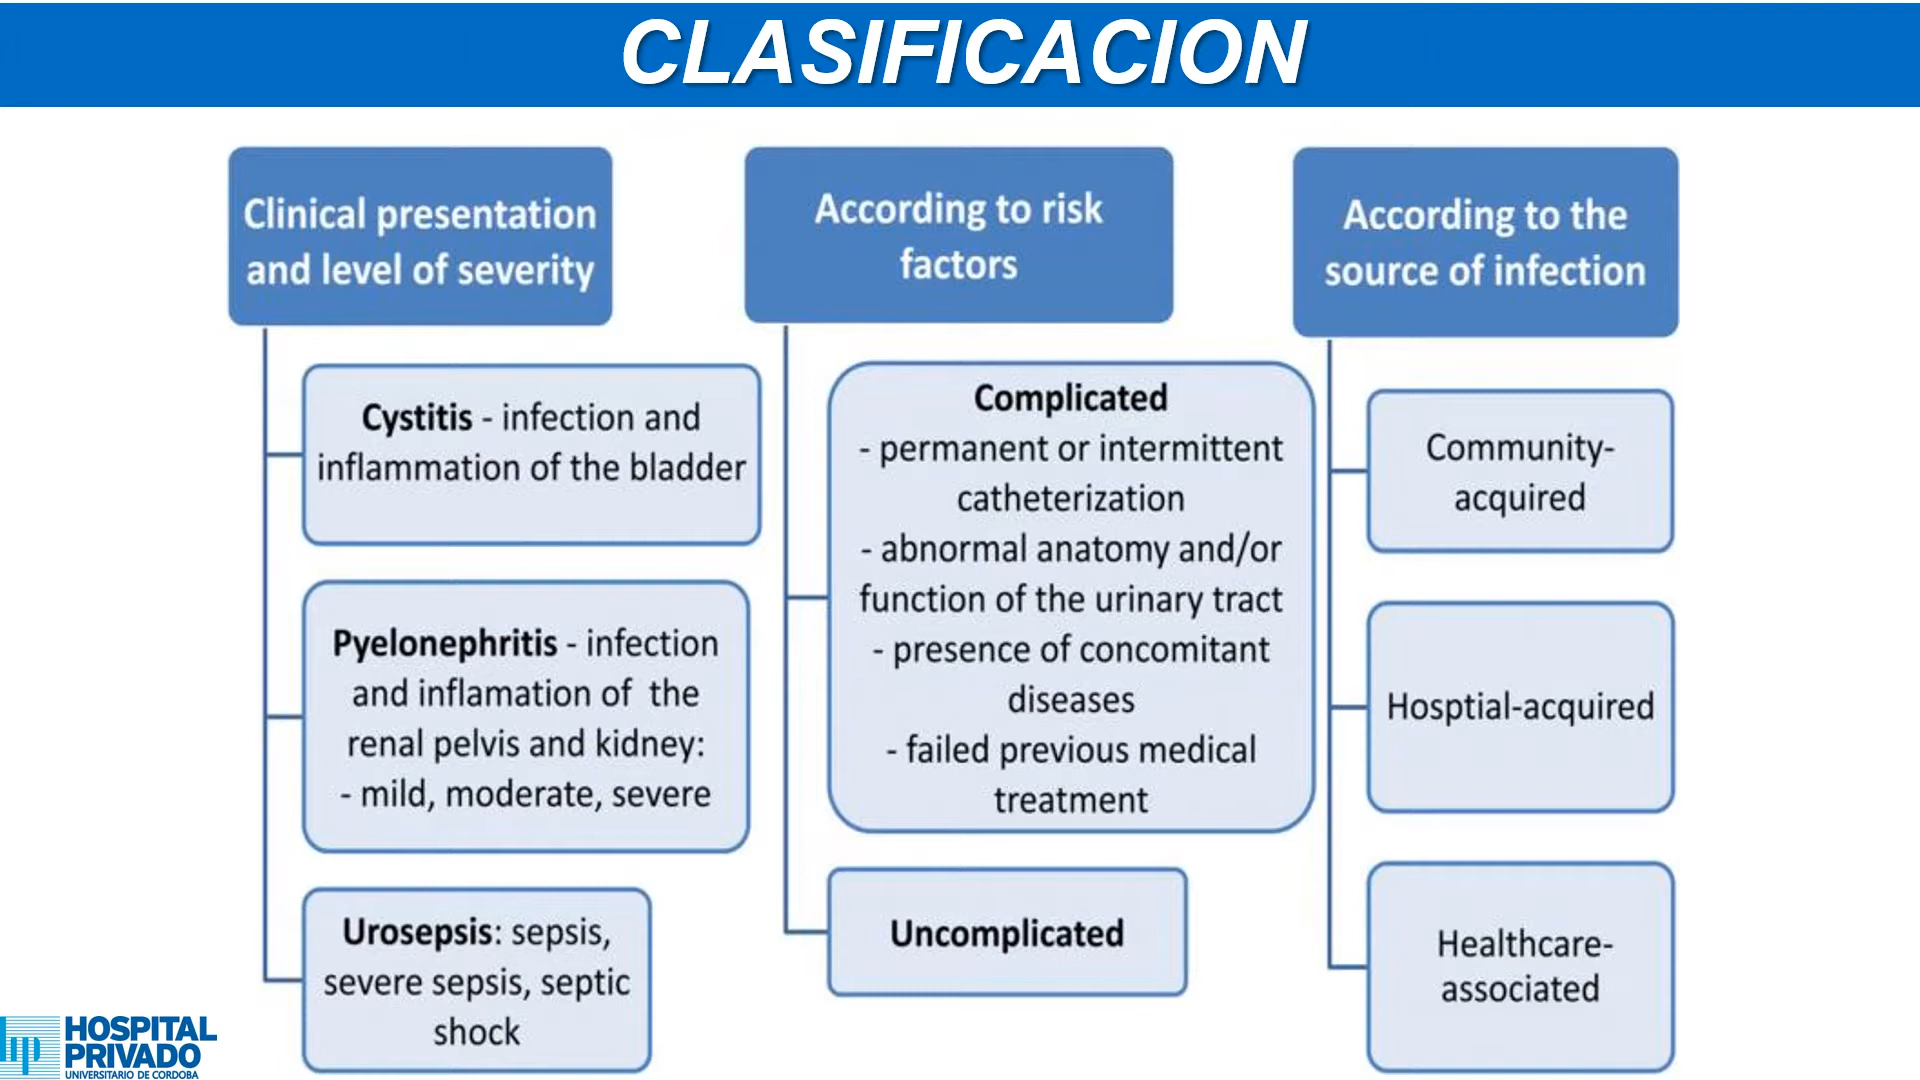 CLASIFICACION
Clinical presentation
and level of severity
Cystitis - infection and
inflammation of the bladder
Pyelonephritis - infection
and inflamation of  the
renal pelvis and kidney:
- mild, moderate, severe
Urosepsis: sepsis,
severe sepsis, septic
shock
According to risk
factors
Complicated
- permanent or intermittent
catheterization
- abnormal anatomy and/or
function of the urinary tract
- presence of concomitant
diseases
- failed previous medical
treatment
Uncomplicated
According to the
source of infection
Community-
acquired
Hosptial-acquired
Healthcare-
associated
hp
HOSPITAL
PRIVADO
UNIVERSITARIO DE CORDOBA